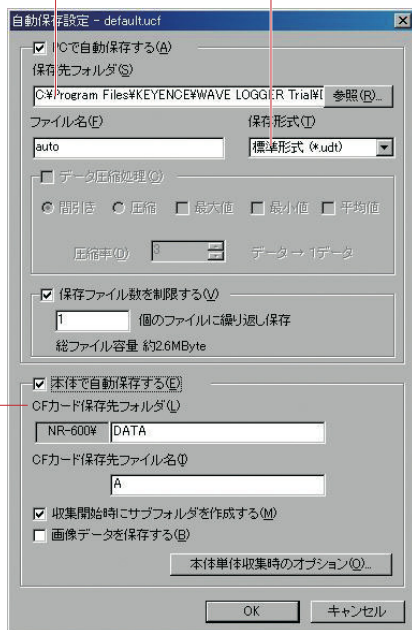 自動保存設定 - default.ucf
PCで自動保存する(A)
保存先フォルダ(S)
C:¥Program Files¥KEYENCE¥WAVE LOGGER Trial¥[ 参照(R)...
ファイル名(F) 保存形式(T)
auto 標準形式 (*.udt)
データ圧縮処理(C)
間引き 圧縮 最大値 最小値 平均値
圧縮率(O) 3 データ → 1データ
保存ファイル数を制限する(V)
1 個のファイルに繰り返し保存
総ファイル容量 約2.6MByte
本体で自動保存する(E)
CFカード保存先フォルダ(L)
NR-600¥ DATA
CFカード保存先ファイル名(I)
A
収集開始時にサブフォルダを作成する(M)
画像データを保存する(B)
本体単体収集時のオプション(O)...
OK キャンセル